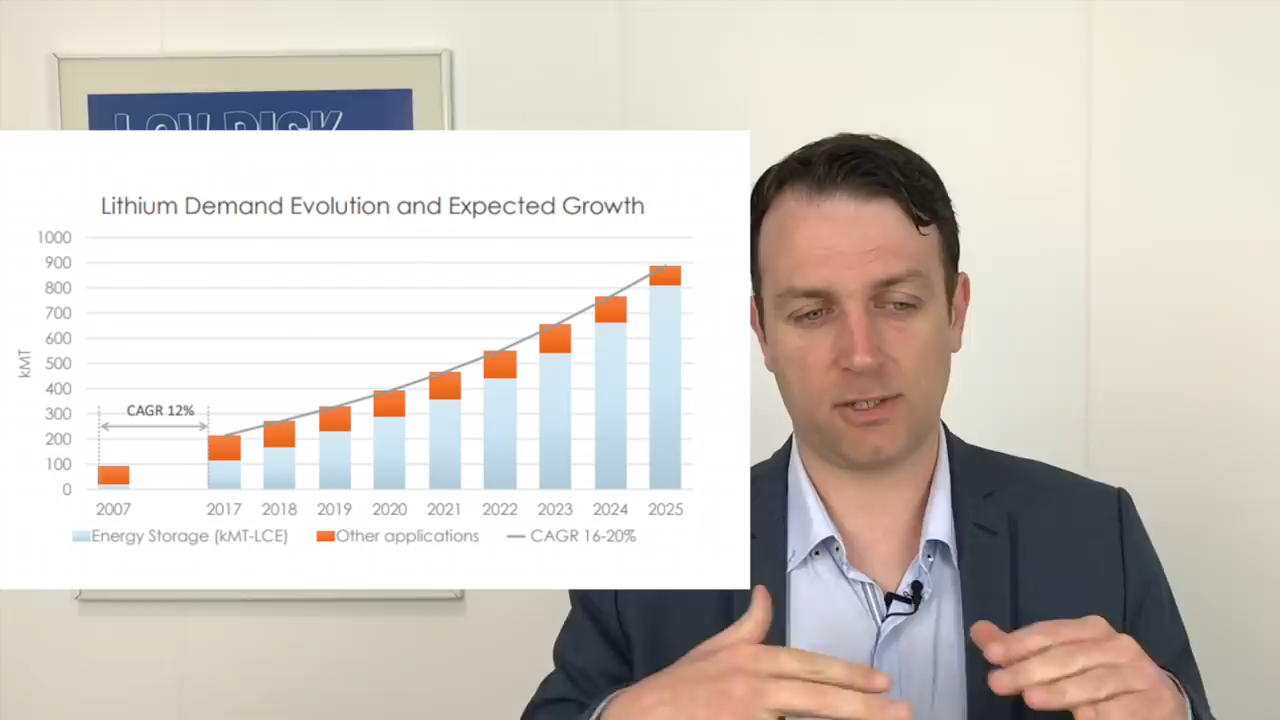 LOW RISK
Lithium Demand Evolution and Expected Growth
1000
900
800
700
600
500
400
300
200
100
0
kMT
CAGR 12%
2007 2017 2018 2019 2020 2021 2022 2023 2024 2025
Energy Storage (kMT-LCE) Other applications CAGR 16-20%